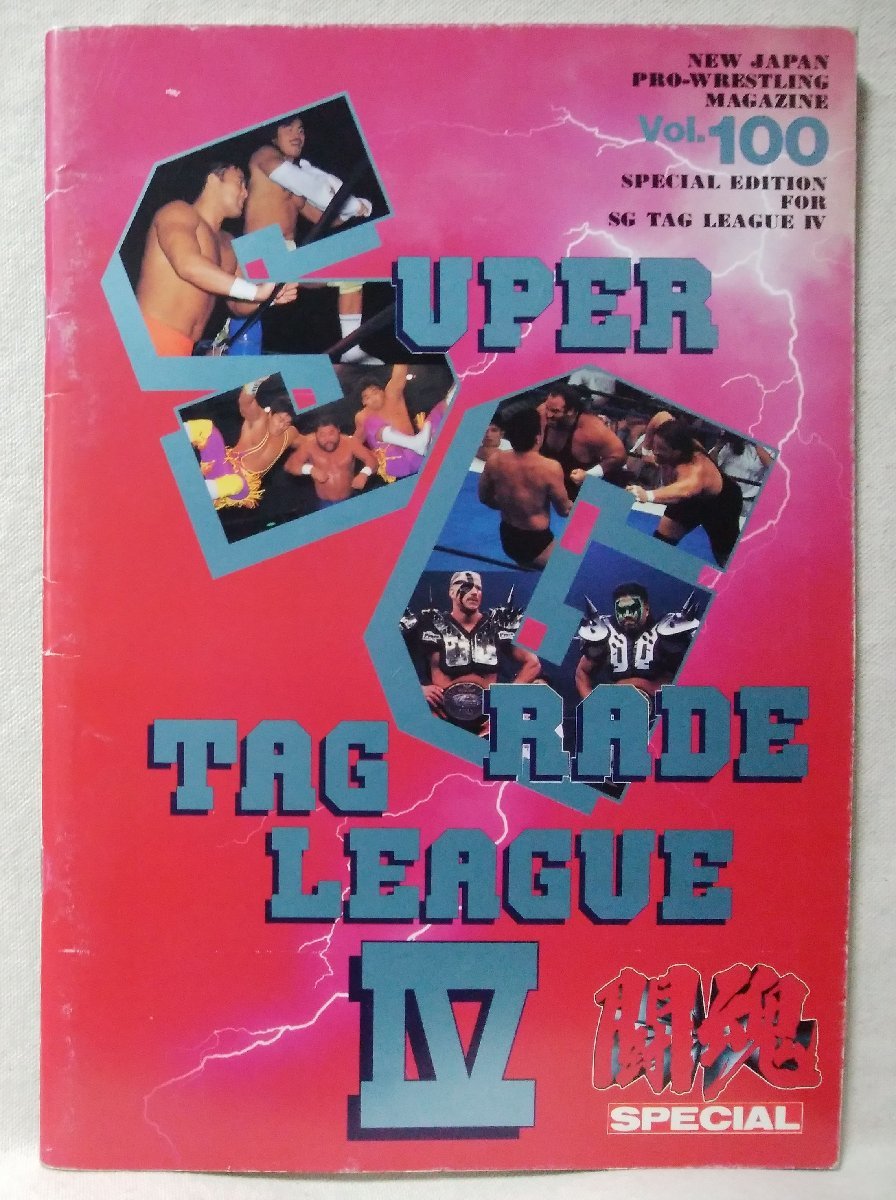 NEW JAPAN
PRO-WRESTLING
MAGAZINE
Vol.100
SPECIAL EDITION
FOR
SG TAG LEAGUE IV
SUPER
GRADE
TAG
LEAGUE
IV
闘魂
SPECIAL